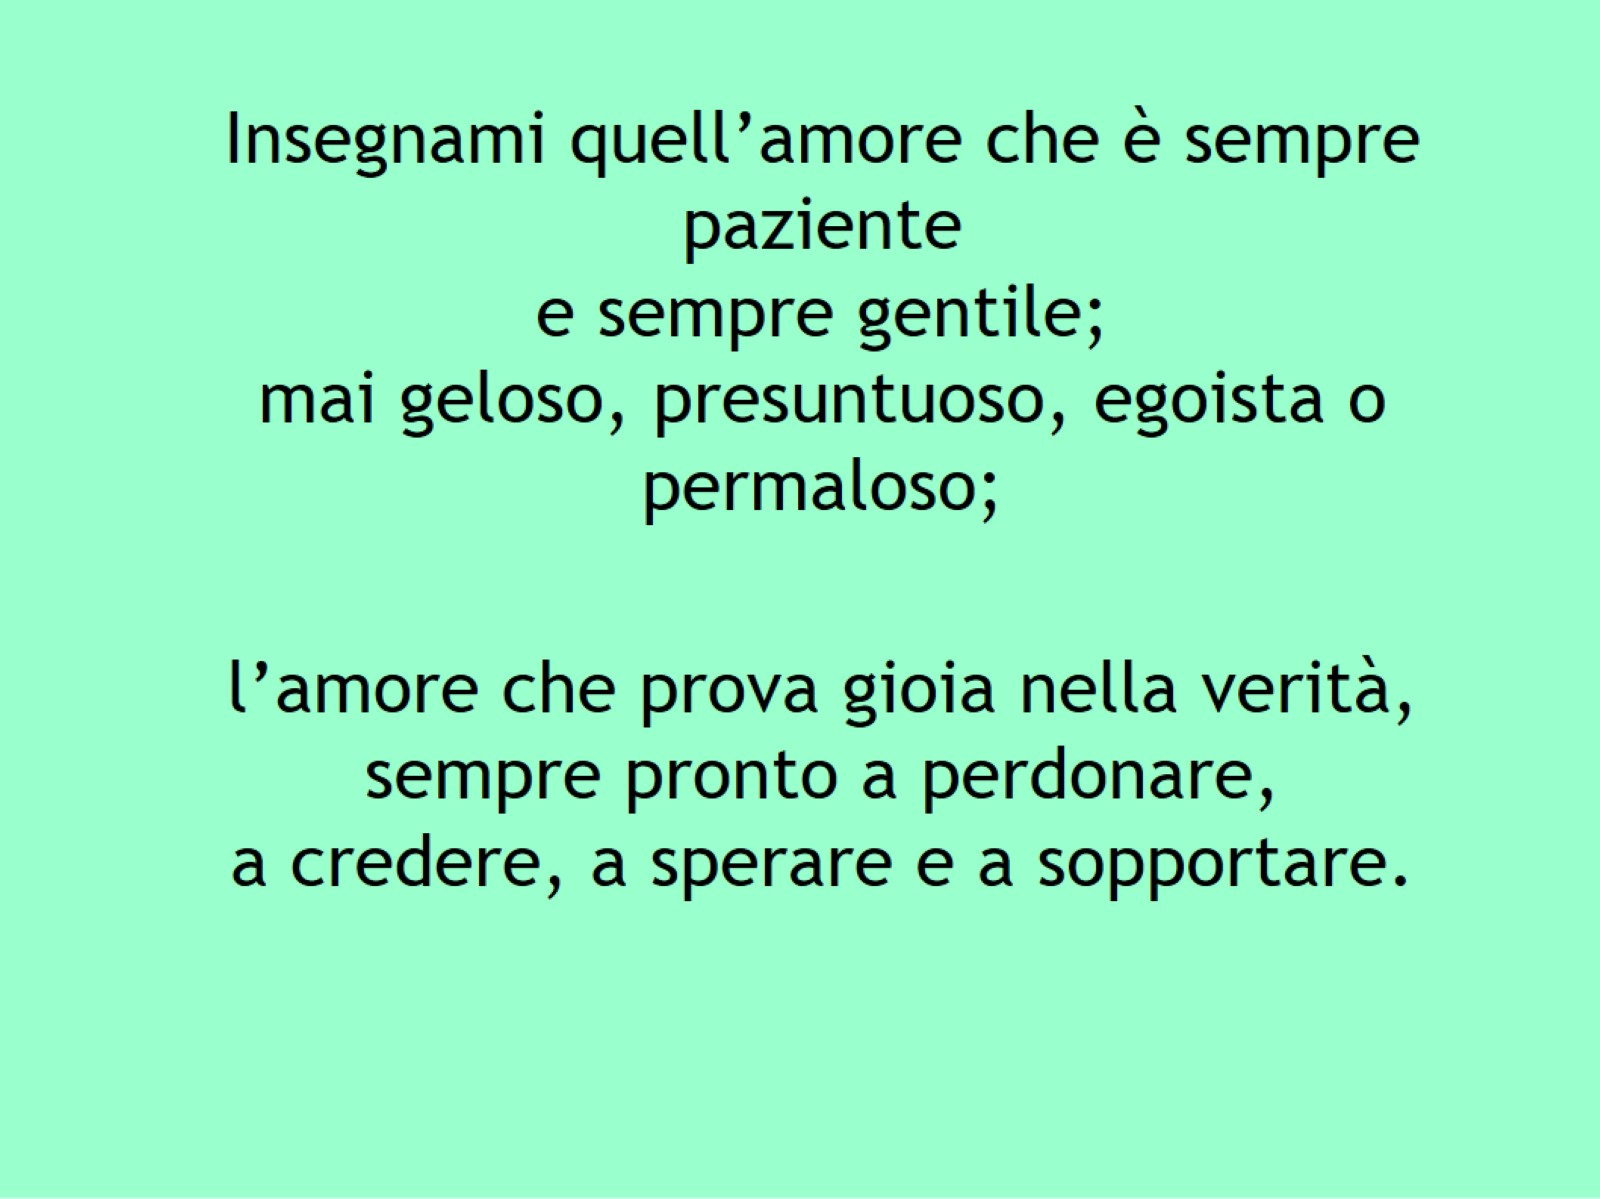 Insegnami quell’amore che è sempre
paziente
e sempre gentile;
mai geloso, presuntuoso, egoista o
permaloso;
l’amore che prova gioia nella verità,
sempre pronto a perdonare,
a credere, a sperare e a sopportare.